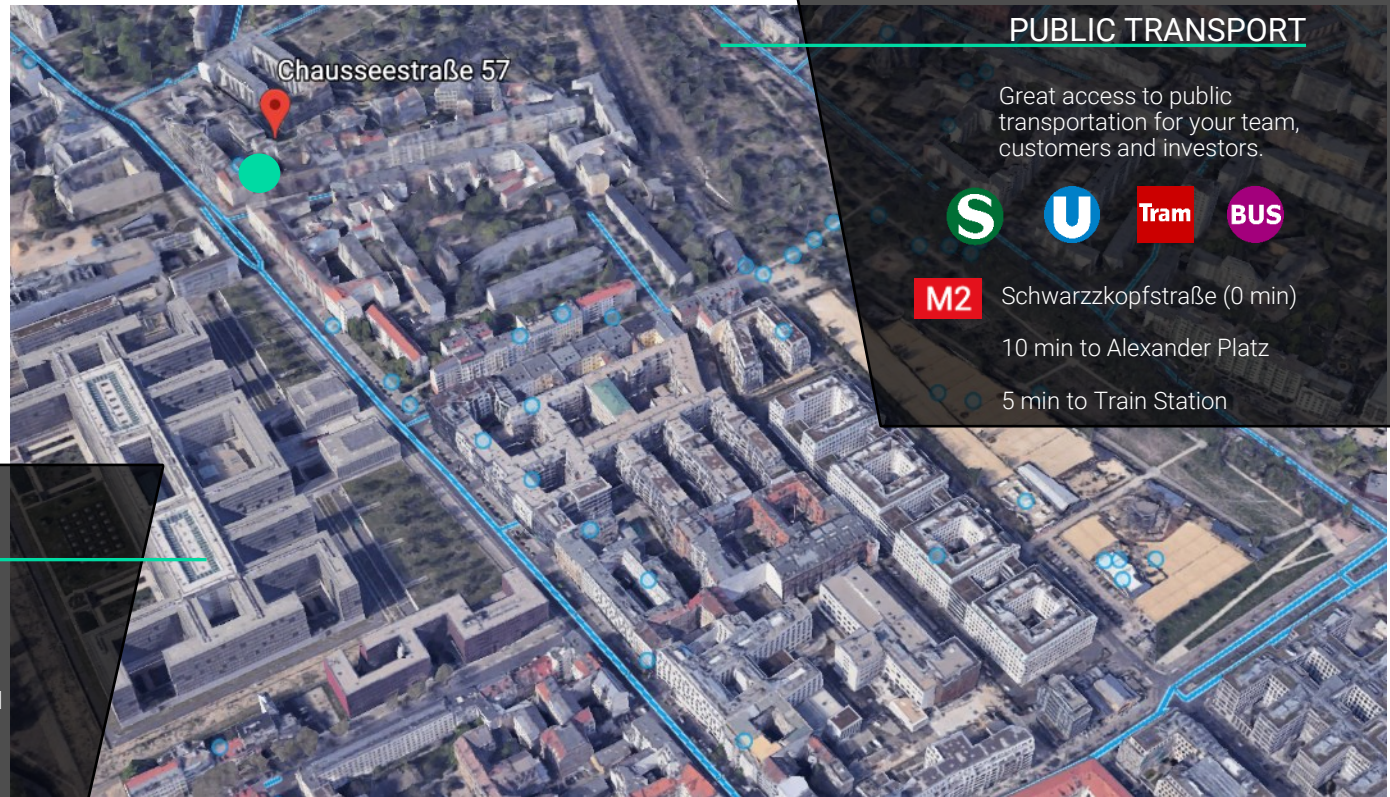 PUBLIC TRANSPORT
Chausseestraße 57
Great access to public
transportation for your team,
customers and investors.
S U Tram BUS
M2 Schwarzzkopfstraße (0 min)
10 min to Alexander Platz
5 min to Train Station